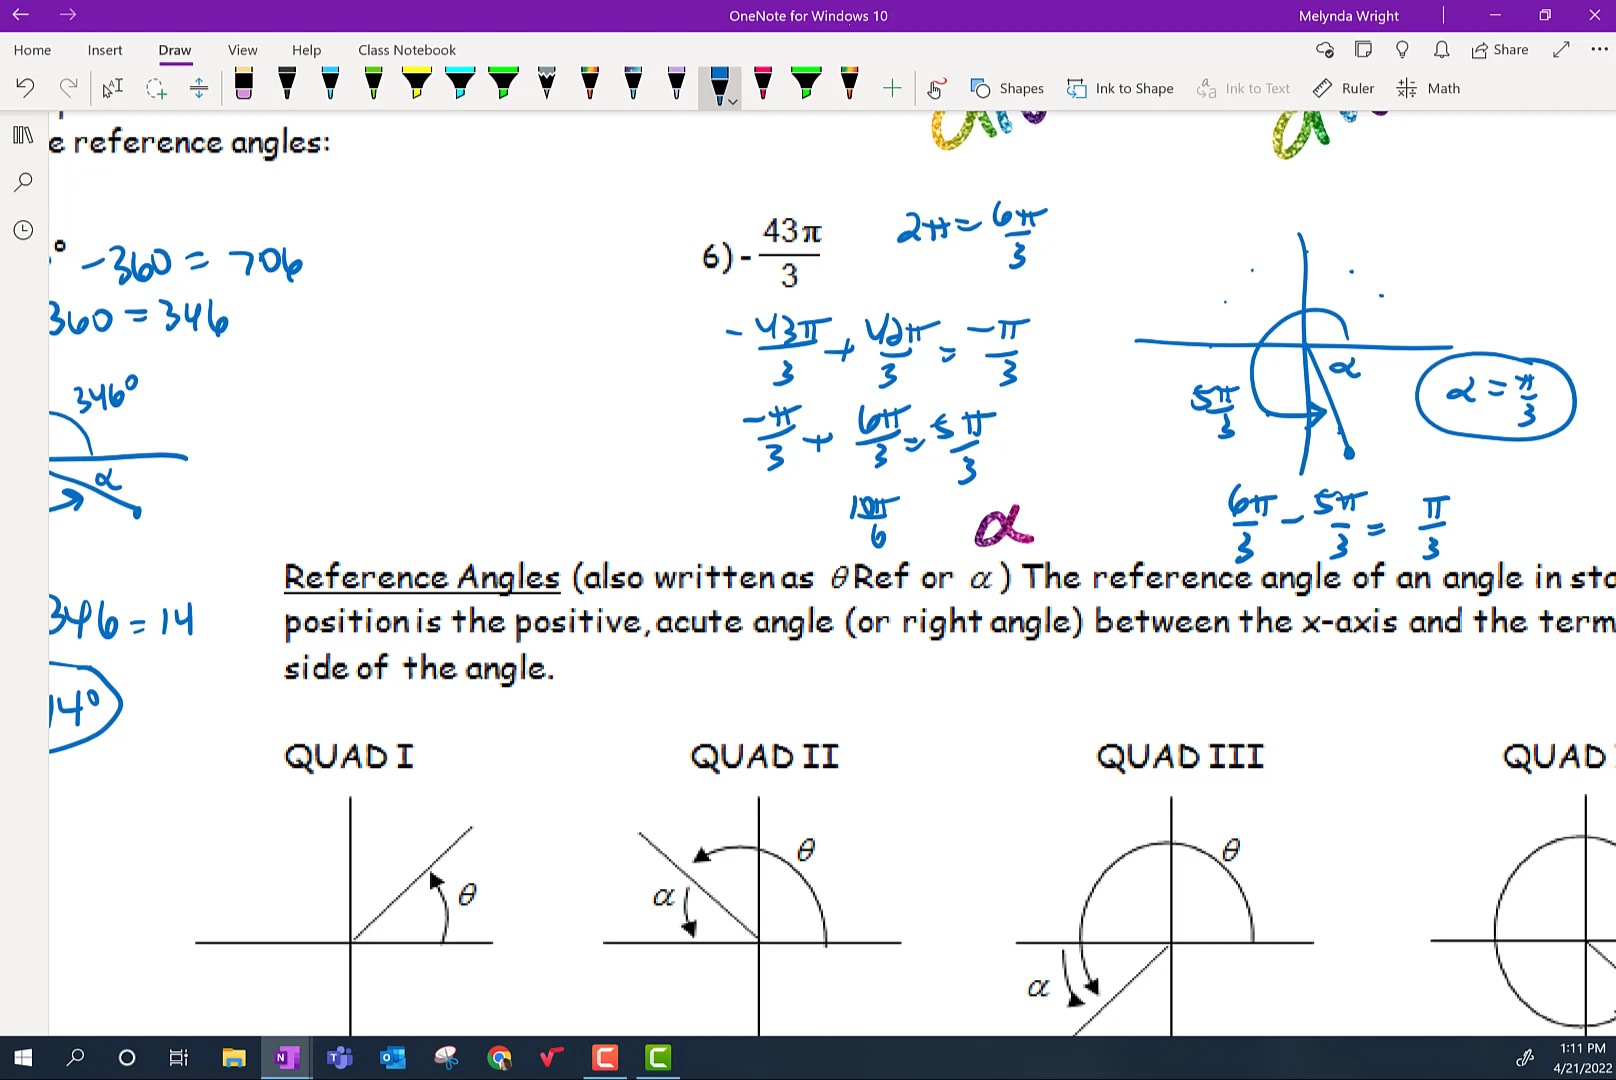 OneNote for Windows 10
Melynda Wright
Home Insert Draw View Help Class Notebook
Share
Shapes Ink to Shape Ink to Text Ruler Math
e reference angles:
° -360 = 706
360 = 346
346°
α
346 = 14
14°
6) - 43π/3
2π = 6π/3
-43π/3 + 42π/3 = -π/3
-π/3 + 6π/3 = 5π/3
10π/6
α
α
5π/3
α = π/3
6π/3 - 5π/3 = π/3
Reference Angles (also written as θ Ref or α ) The reference angle of an angle in sta
position is the positive, acute angle (or right angle) between the x-axis and the term
side of the angle.
QUAD I QUAD II QUAD III QUAD
θ
α θ
θ
α
1:11 PM
4/21/2022